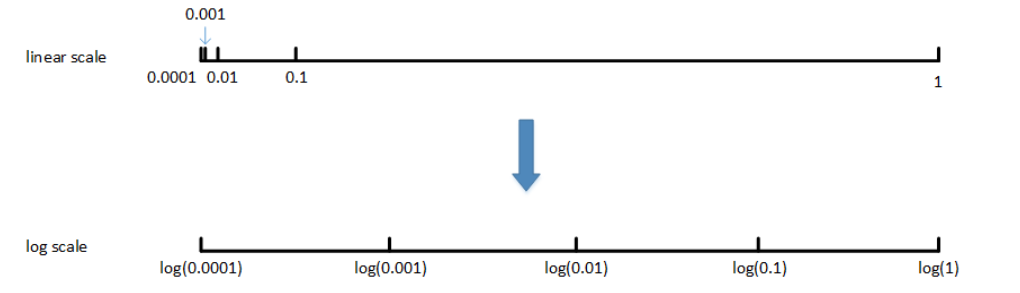 0.001
linear scale
0.0001 0.01 0.1 1
log scale
log(0.0001) log(0.001) log(0.01) log(0.1) log(1)